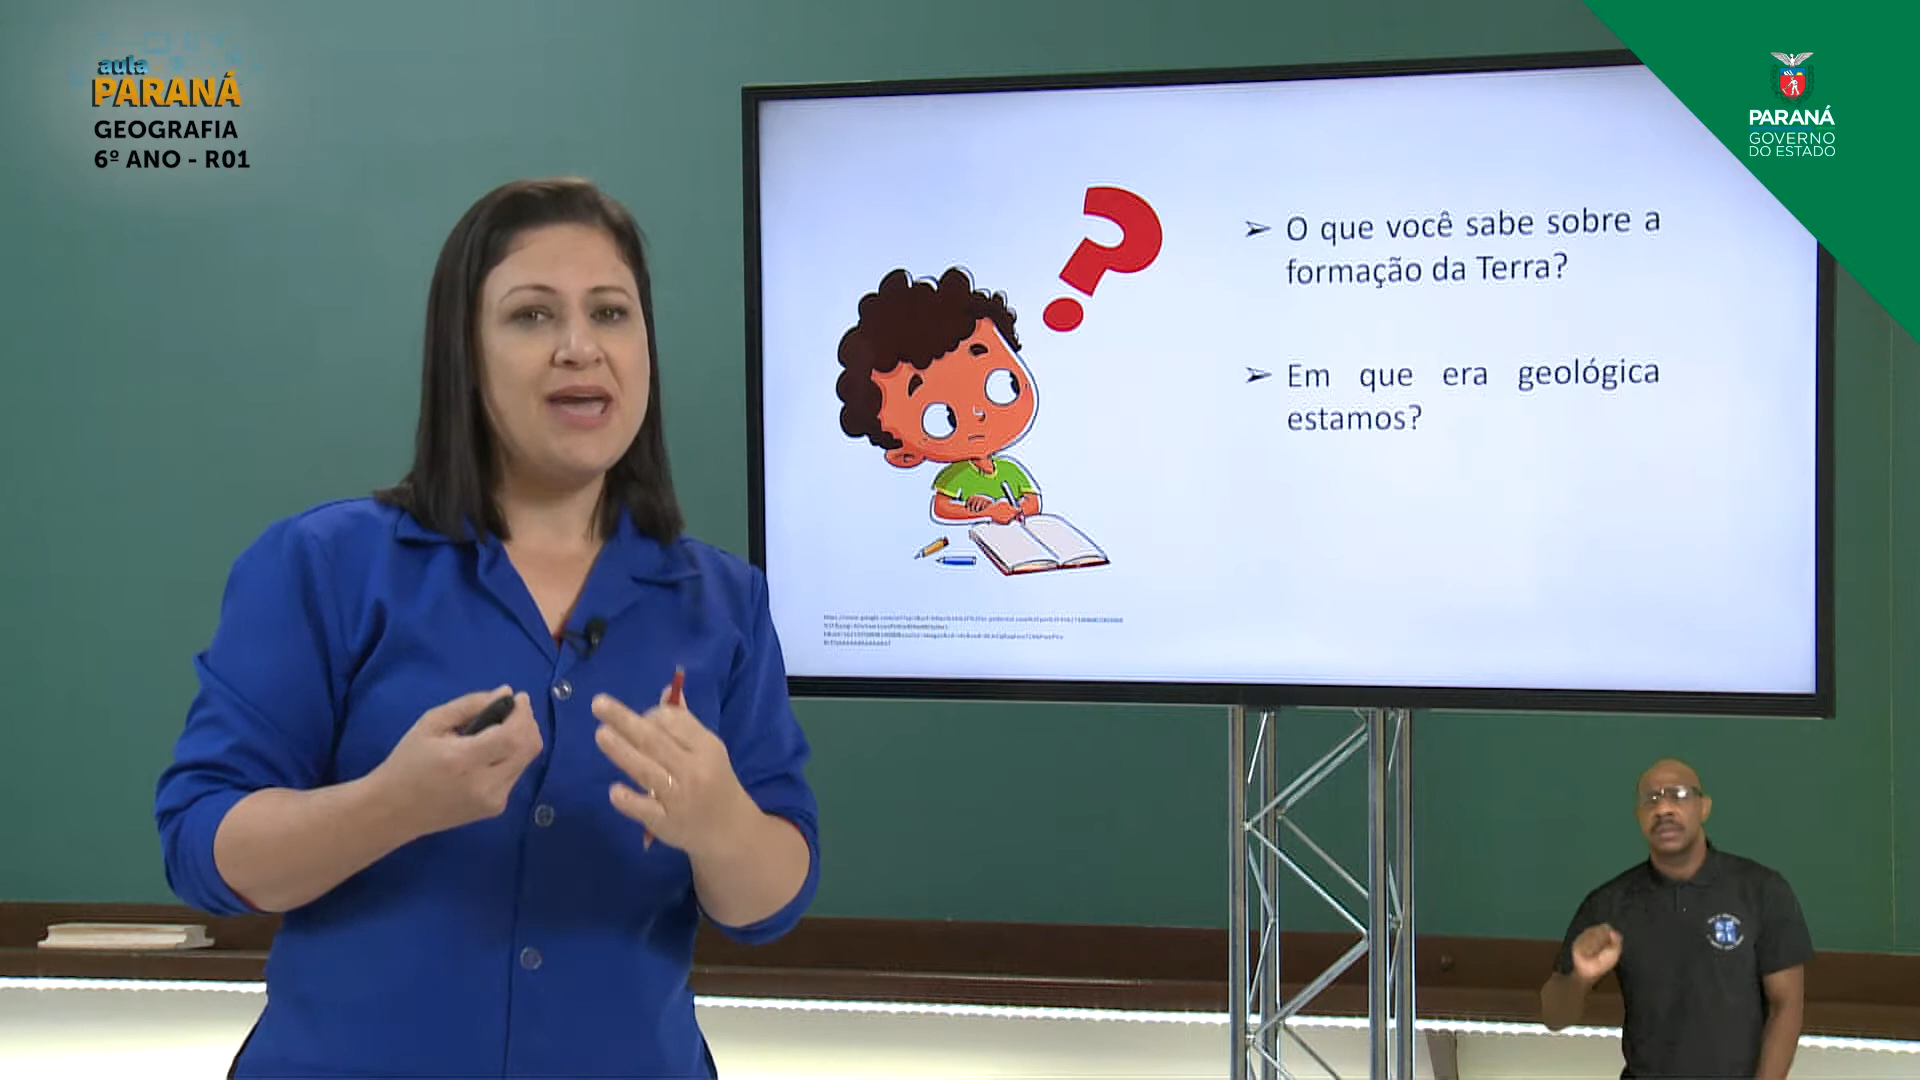 aula
PARANÁ
GEOGRAFIA
6º ANO - R01
PARANÁ
GOVERNO
DO ESTADO
➢ O que você sabe sobre a
formação da Terra?
➢ Em que era geológica
estamos?